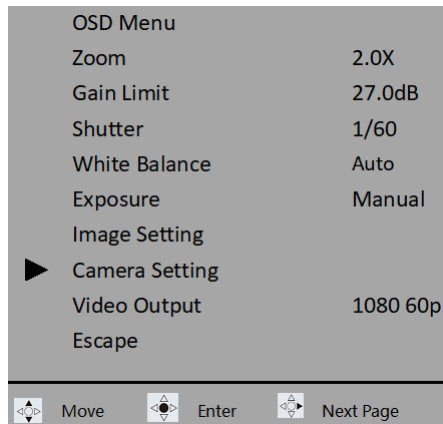 OSD Menu
Zoom 2.0X
Gain Limit 27.0dB
Shutter 1/60
White Balance Auto
Exposure Manual
Image Setting
Camera Setting
Video Output 1080 60p
Escape
Move Enter Next Page